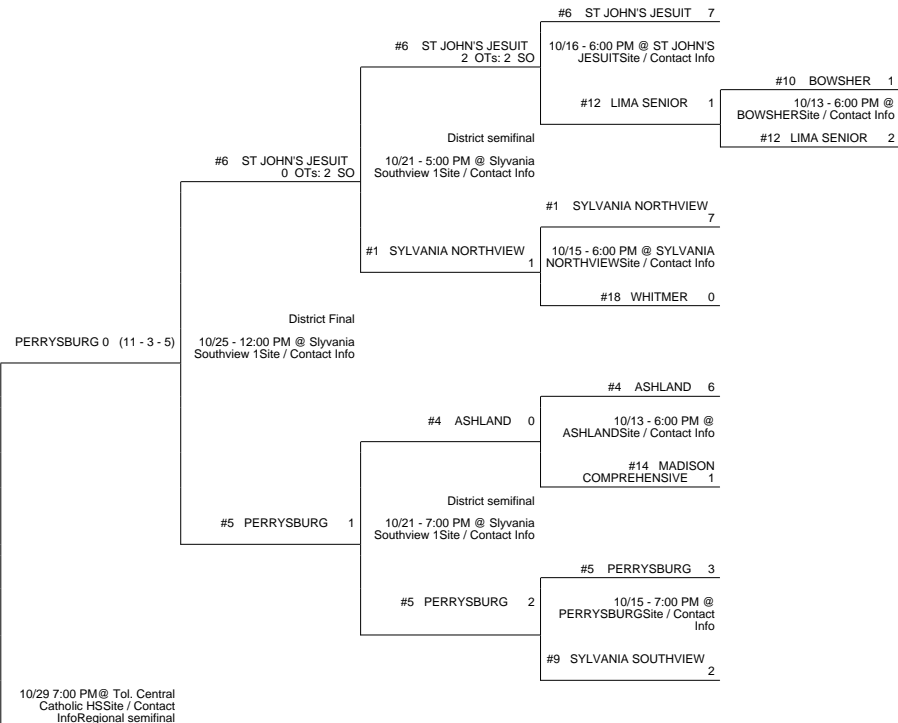 #6 ST JOHN'S JESUIT 7
10/16 - 6:00 PM @ ST JOHN'S
JESUITSite / Contact Info
#12 LIMA SENIOR 1
#10 BOWSHER 1
10/13 - 6:00 PM @
BOWSHERSite / Contact Info
#12 LIMA SENIOR 2
#6 ST JOHN'S JESUIT
2 OTs: 2 SO
District semifinal
10/21 - 5:00 PM @ Slyvania
Southview 1Site / Contact Info
#1 SYLVANIA NORTHVIEW
1
#1 SYLVANIA NORTHVIEW
7
10/15 - 6:00 PM @ SYLVANIA
NORTHVIEWSite / Contact Info
#18 WHITMER 0
#6 ST JOHN'S JESUIT
0 OTs: 2 SO
District Final
10/25 - 12:00 PM @ Slyvania
Southview 1Site / Contact Info
PERRYSBURG 0 (11 - 3 - 5)
#5 PERRYSBURG 1
#4 ASHLAND 0
District semifinal
10/21 - 7:00 PM @ Slyvania
Southview 1Site / Contact Info
#5 PERRYSBURG 2
#4 ASHLAND 6
10/13 - 6:00 PM @
ASHLANDSite / Contact Info
#14 MADISON
COMPREHENSIVE 1
#5 PERRYSBURG 3
10/15 - 7:00 PM @
PERRYSBURGSite / Contact
Info
#9 SYLVANIA SOUTHVIEW
2
10/29 7:00 PM@ Tol. Central
Catholic HSSite / Contact
InfoRegional semifinal